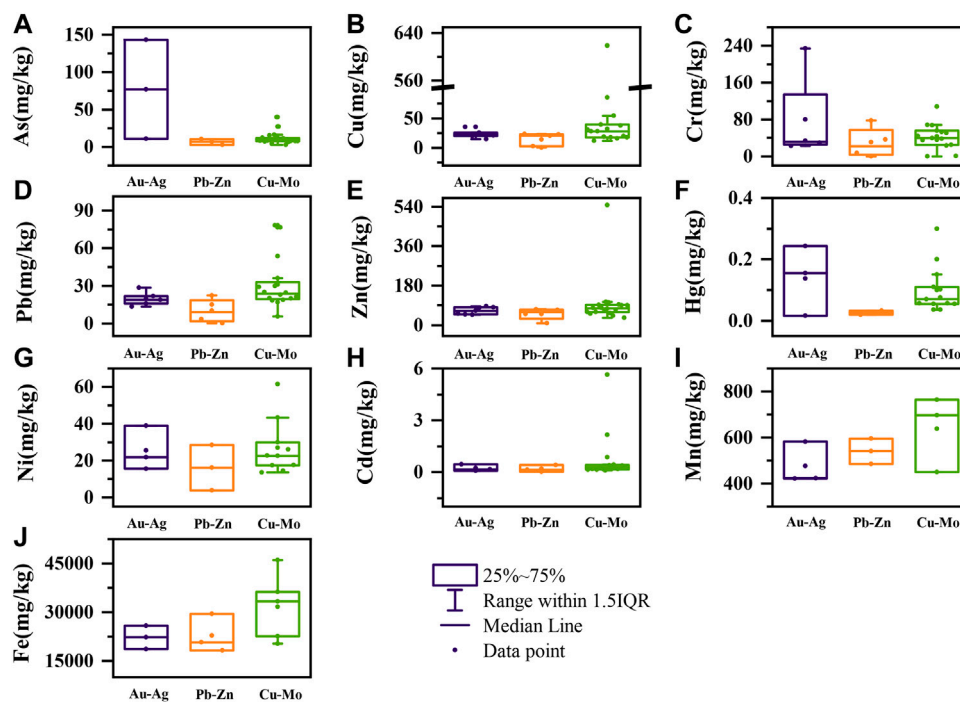 A
As(mg/kg)
150
100
50
0
Au-Ag Pb-Zn Cu-Mo
B
Cu(mg/kg)
640
560
50
0
Au-Ag Pb-Zn Cu-Mo
C
Cr(mg/kg)
240
160
80
0
Au-Ag Pb-Zn Cu-Mo
D
Pb(mg/kg)
90
60
30
0
Au-Ag Pb-Zn Cu-Mo
E
Zn(mg/kg)
540
360
180
0
Au-Ag Pb-Zn Cu-Mo
F
Hg(mg/kg)
0.4
0.2
0.0
Au-Ag Pb-Zn Cu-Mo
G
Ni(mg/kg)
60
40
20
0
Au-Ag Pb-Zn Cu-Mo
H
Cd(mg/kg)
6
3
0
Au-Ag Pb-Zn Cu-Mo
I
Mn(mg/kg)
800
600
400
Au-Ag Pb-Zn Cu-Mo
J
Fe(mg/kg)
45000
30000
15000
Au-Ag Pb-Zn Cu-Mo
25%~75%
Range within 1.5IQR
Median Line
Data point